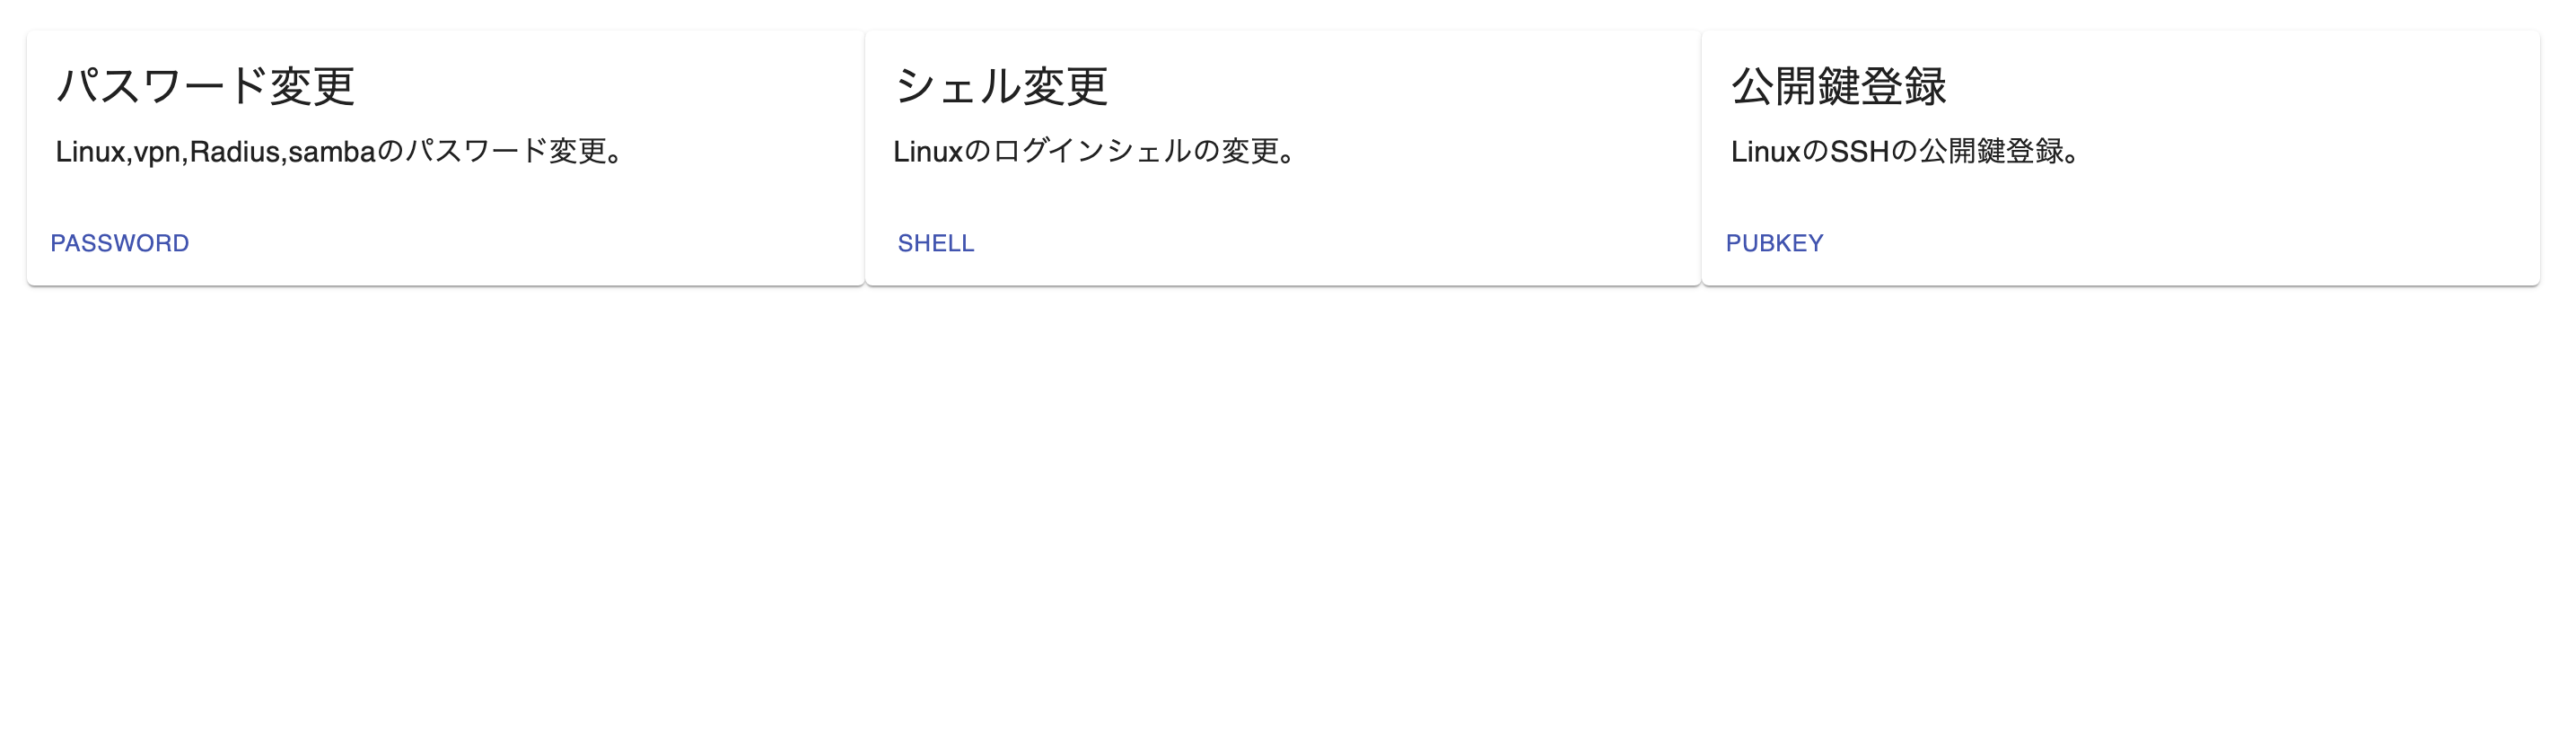 パスワード変更
Linux,vpn,Radius,sambaのパスワード変更。
PASSWORD
シェル変更
Linuxのログインシェルの変更。
SHELL
公開鍵登録
LinuxのSSHの公開鍵登録。
PUBKEY